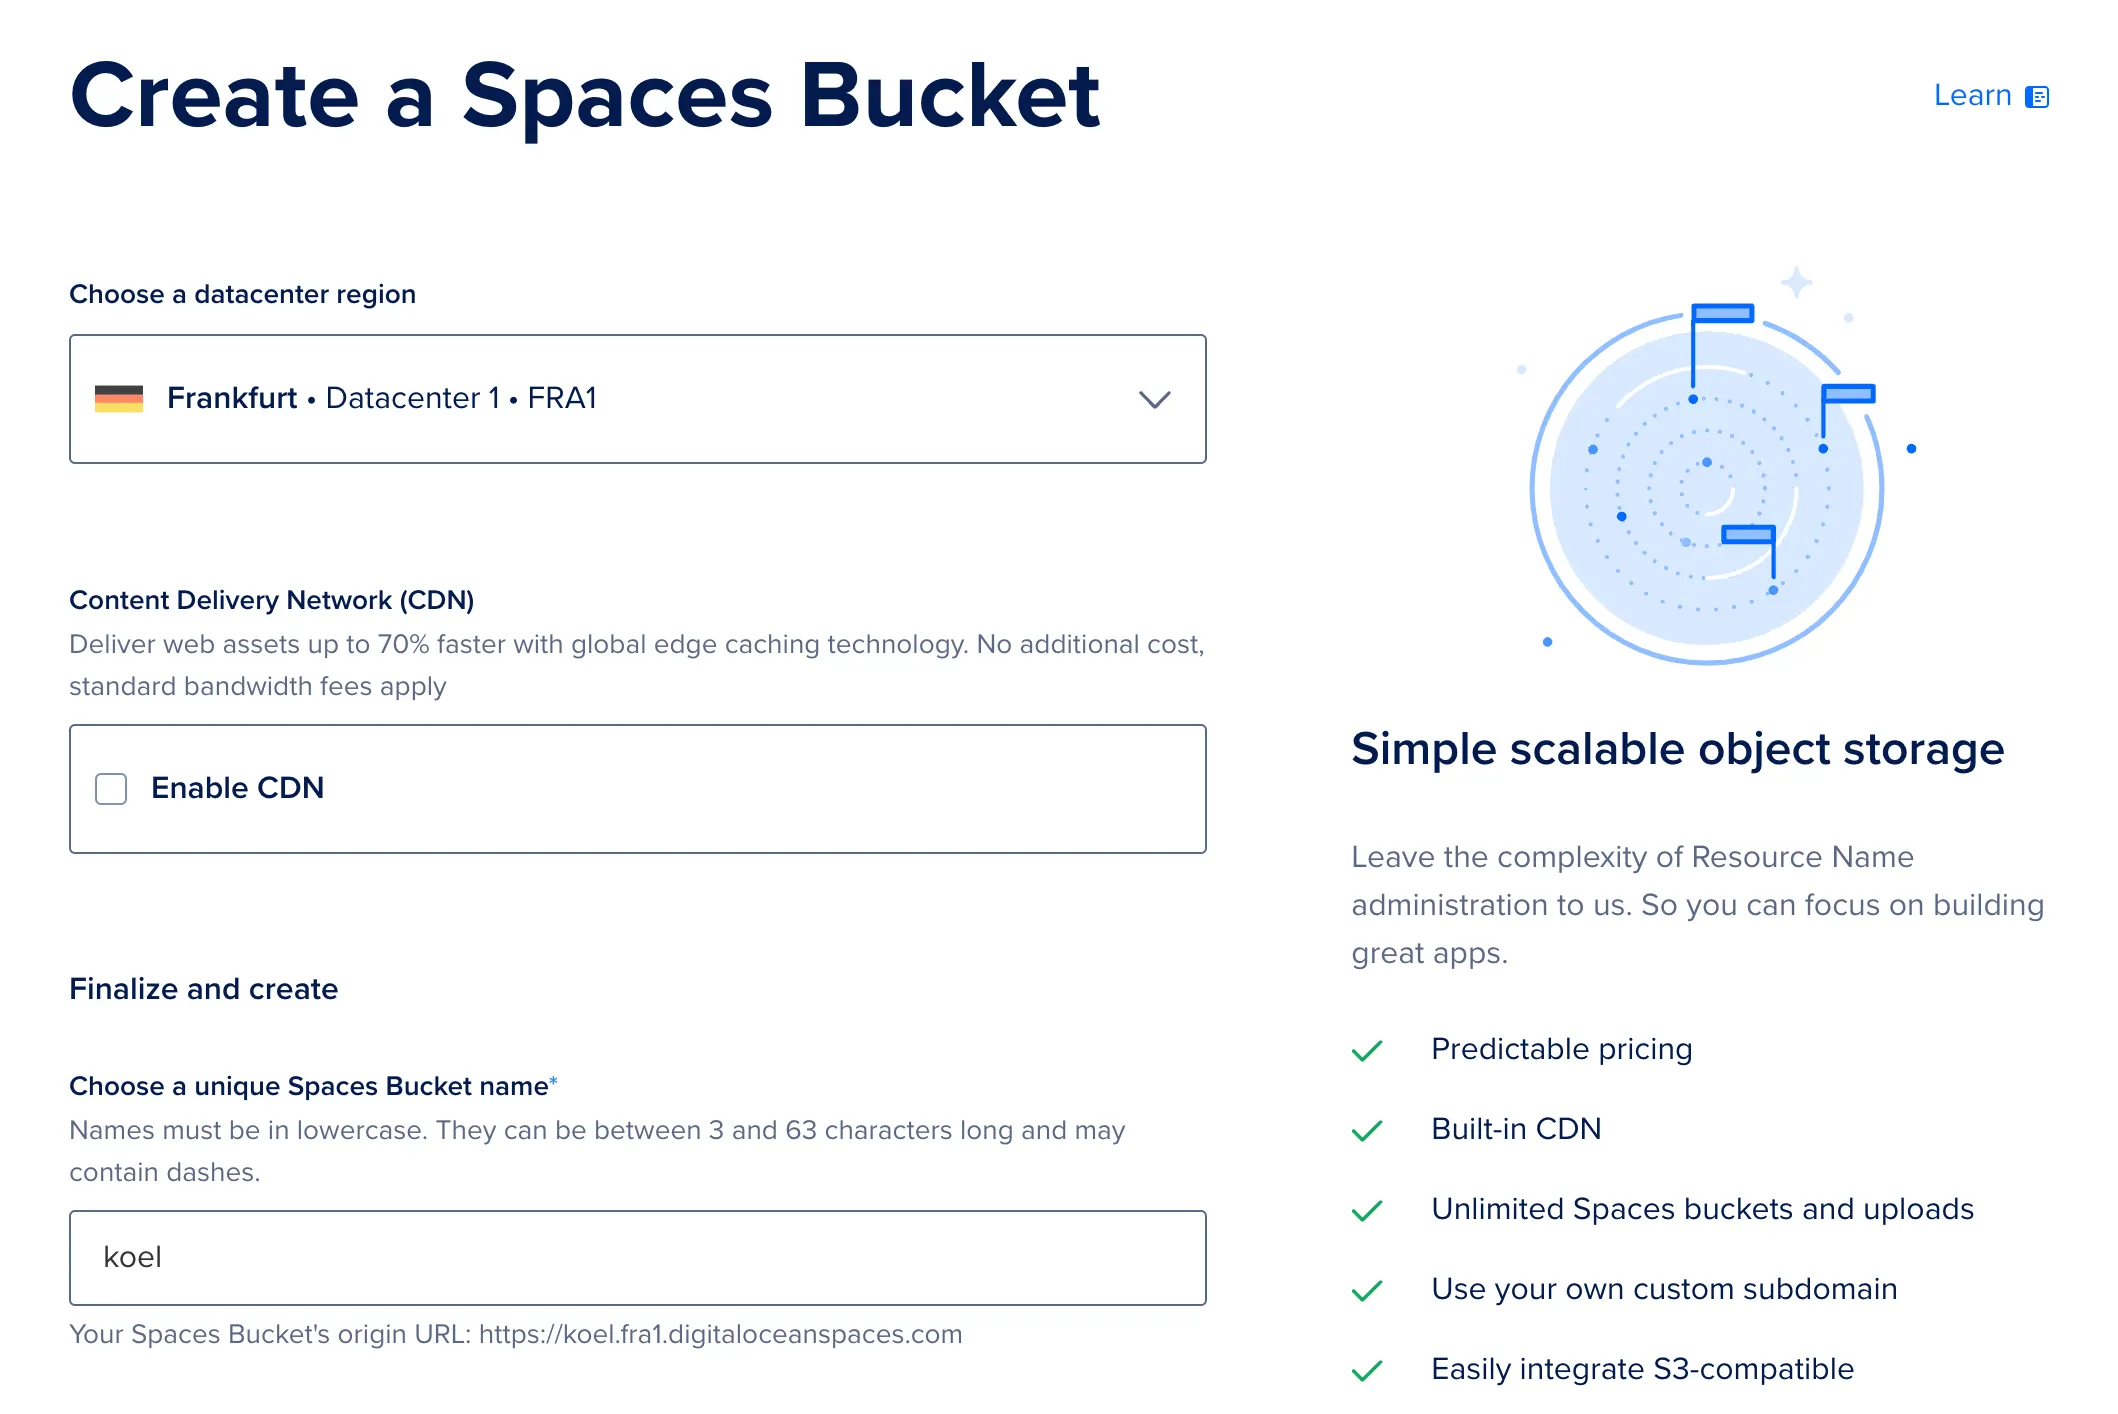 Create a Spaces Bucket
Learn
Choose a datacenter region
Frankfurt • Datacenter 1 • FRA1
Content Delivery Network (CDN)
Deliver web assets up to 70% faster with global edge caching technology. No additional cost,
standard bandwidth fees apply
Enable CDN
Finalize and create
Choose a unique Spaces Bucket name*
Names must be in lowercase. They can be between 3 and 63 characters long and may
contain dashes.
koel
Your Spaces Bucket's origin URL: https://koel.fra1.digitaloceanspaces.com
Simple scalable object storage
Leave the complexity of Resource Name
administration to us. So you can focus on building
great apps.
Predictable pricing
Built-in CDN
Unlimited Spaces buckets and uploads
Use your own custom subdomain
Easily integrate S3-compatible